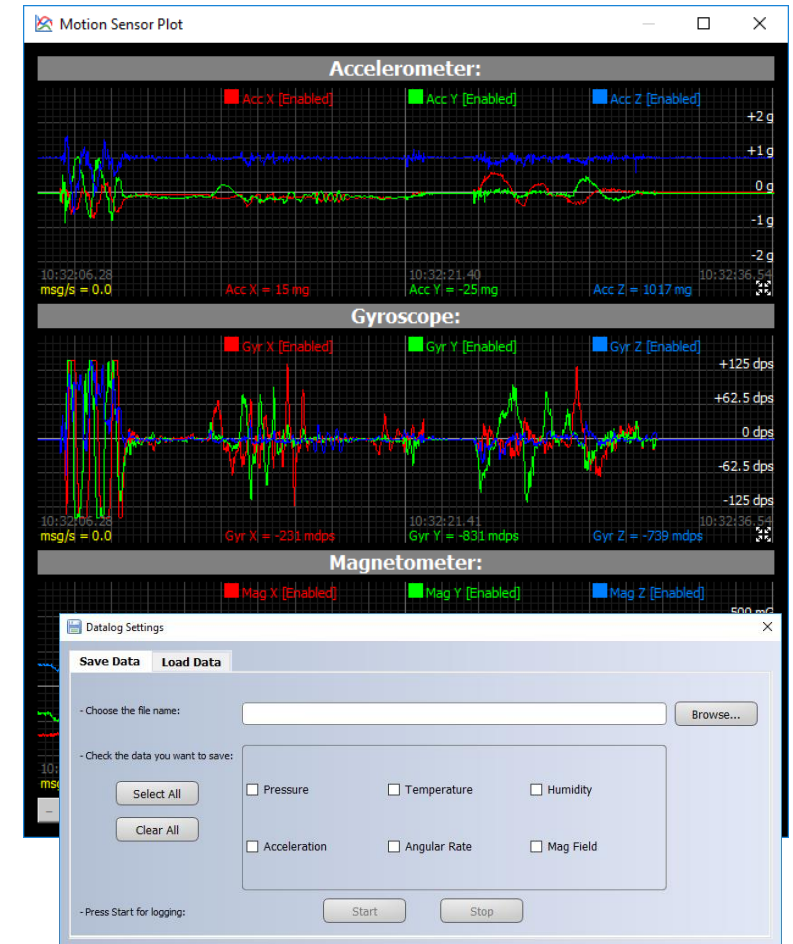 Motion Sensor Plot
Accelerometer:
Acc X [Enabled] Acc Y [Enabled] Acc Z [Enabled]
+2 g
+1 g
0 g
-1 g
-2 g
10:32:06.28 10:32:21.40 10:32:36.54
msg/s = 0.0 Acc X = 15 mg Acc Y = -25 mg Acc Z = 1017 mg
Gyroscope:
Gyr X [Enabled] Gyr Y [Enabled] Gyr Z [Enabled]
+125 dps
+62.5 dps
0 dps
-62.5 dps
-125 dps
10:32:06.28 10:32:21.41 10:32:36.54
msg/s = 0.0 Gyr X = -231 mdps Gyr Y = -831 mdps Gyr Z = -739 mdps
Magnetometer:
Mag X [Enabled] Mag Y [Enabled] Mag Z [Enabled]
500 mG
Datalog Settings
Save Data Load Data
- Choose the file name: Browse...
- Check the data you want to save:
Select All Pressure Temperature Humidity
Clear All Acceleration Angular Rate Mag Field
- Press Start for logging: Start Stop